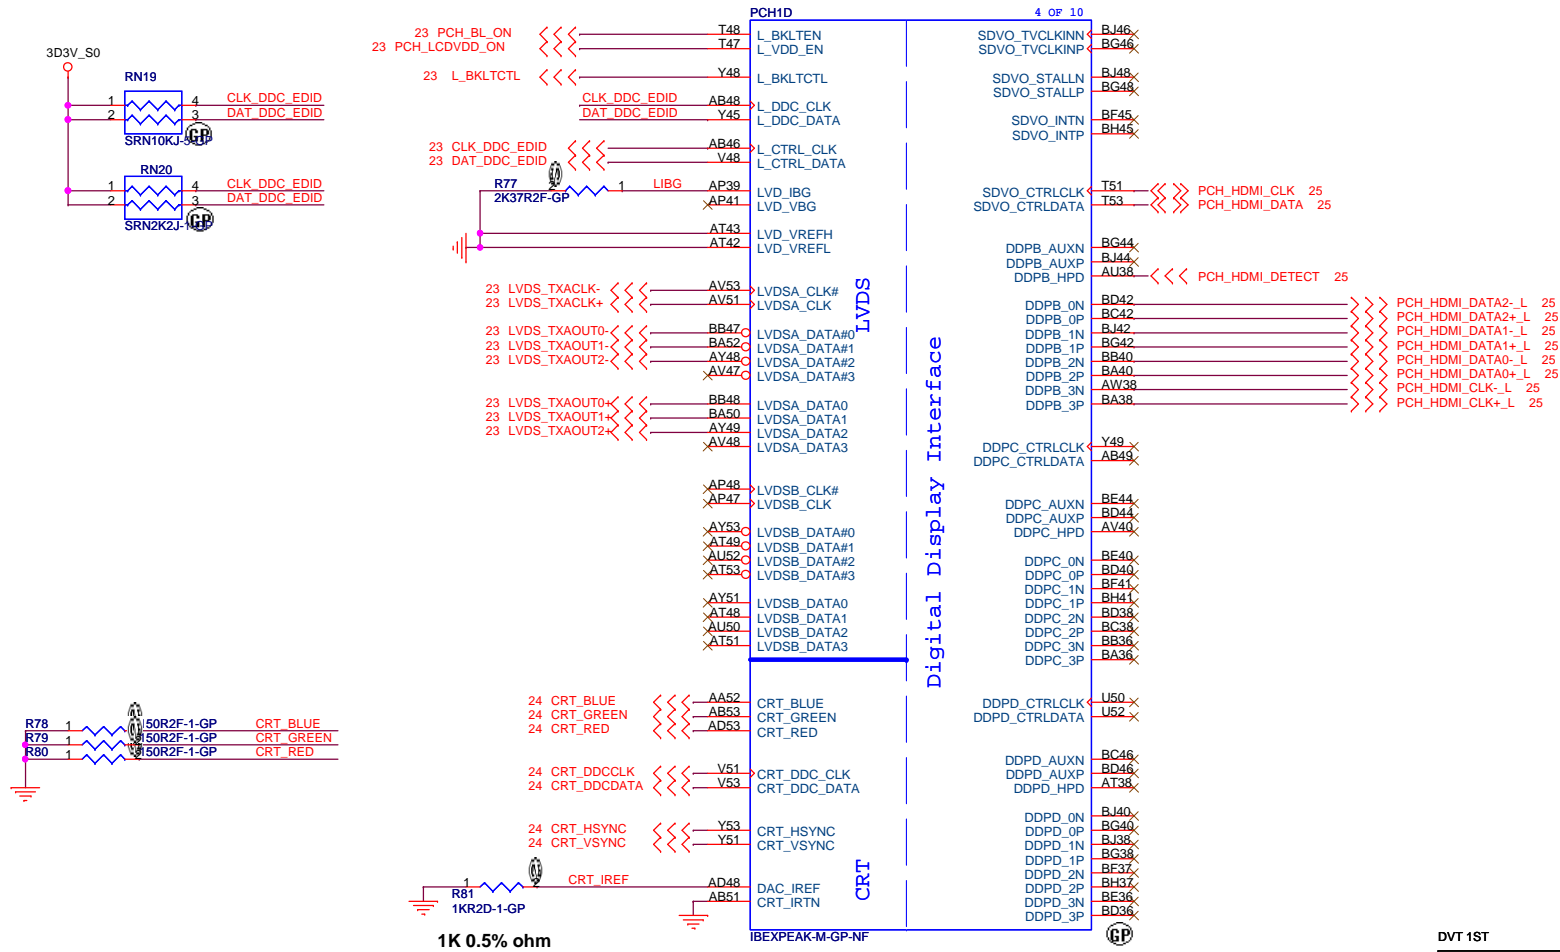 PCH1D
4 OF 10
3D3V_S0
RN19
1 4 CLK_DDC_EDID
2 3 DAT_DDC_EDID
GP
RN20
1 4 CLK_DDC_EDID
2 3 DAT_DDC_EDID
GP
23 PCH_BL_ON T48 L_BKLTEN
23 PCH_LCDVDD_ON T47 L_VDD_EN
23 L_BKLTCTL Y48 L_BKLTCTL
CLK_DDC_EDID AB48 L_DDC_CLK
DAT_DDC_EDID Y45 L_DDC_DATA
23 CLK_DDC_EDID AB46 L_CTRL_CLK
23 DAT_DDC_EDID V48 L_CTRL_DATA
R77 2 1 LIBG AP39 LVD_IBG
2K37R2F-GP
AP41 LVD_VBG
AT43 LVD_VREFH
AT42 LVD_VREFL
LVDS
23 LVDS_TXACLK- AV53 LVDSA_CLK#
23 LVDS_TXACLK+ AV51 LVDSA_CLK
23 LVDS_TXAOUT0- BB47 LVDSA_DATA#0
23 LVDS_TXAOUT1- BA52 LVDSA_DATA#1
23 LVDS_TXAOUT2- AY48 LVDSA_DATA#2
AV47 LVDSA_DATA#3
23 LVDS_TXAOUT0+ BB48 LVDSA_DATA0
23 LVDS_TXAOUT1+ BA50 LVDSA_DATA1
23 LVDS_TXAOUT2+ AY49 LVDSA_DATA2
AV48 LVDSA_DATA3
AP48 LVDSB_CLK#
AP47 LVDSB_CLK
AY53 LVDSB_DATA#0
AT49 LVDSB_DATA#1
AU52 LVDSB_DATA#2
AT53 LVDSB_DATA#3
AY51 LVDSB_DATA0
AT48 LVDSB_DATA1
AU50 LVDSB_DATA2
AT51 LVDSB_DATA3
R78 1 150R2F-1-GP CRT_BLUE
R79 1 150R2F-1-GP CRT_GREEN
R80 1 150R2F-1-GP CRT_RED
24 CRT_BLUE AA52 CRT_BLUE
24 CRT_GREEN AB53 CRT_GREEN
24 CRT_RED AD53 CRT_RED
24 CRT_DDCCLK V51 CRT_DDC_CLK
24 CRT_DDCDATA V53 CRT_DDC_DATA
24 CRT_HSYNC Y53 CRT_HSYNC
24 CRT_VSYNC Y51 CRT_VSYNC
CRT
1 2 CRT_IREF AD48 DAC_IREF
R81
1KR2D-1-GP
AB51 CRT_IRTN
1K 0.5% ohm
IBEXPEAK-M-GP-NF
Digital Display Interface
SDVO_TVCLKINN BJ46
SDVO_TVCLKINP BG46
SDVO_STALLN BJ48
SDVO_STALLP BG48
SDVO_INTN BF45
SDVO_INTP BH45
SDVO_CTRLCLK T51 PCH_HDMI_CLK 25
SDVO_CTRLDATA T53 PCH_HDMI_DATA 25
DDPB_AUXN BG44
DDPB_AUXP BJ44
DDPB_HPD AU38 PCH_HDMI_DETECT 25
DDPB_0N BD42 PCH_HDMI_DATA2-_L 25
DDPB_0P BC42 PCH_HDMI_DATA2+_L 25
DDPB_1N BJ42 PCH_HDMI_DATA1-_L 25
DDPB_1P BG42 PCH_HDMI_DATA1+_L 25
DDPB_2N BB40 PCH_HDMI_DATA0-_L 25
DDPB_2P BA40 PCH_HDMI_DATA0+_L 25
DDPB_3N AW38 PCH_HDMI_CLK-_L 25
DDPB_3P BA38 PCH_HDMI_CLK+_L 25
DDPC_CTRLCLK Y49
DDPC_CTRLDATA AB49
DDPC_AUXN BE44
DDPC_AUXP BD44
DDPC_HPD AV40
DDPC_0N BE40
DDPC_0P BD40
DDPC_1N BF41
DDPC_1P BH41
DDPC_2N BD38
DDPC_2P BC38
DDPC_3N BB36
DDPC_3P BA36
DDPD_CTRLCLK U50
DDPD_CTRLDATA U52
DDPD_AUXN BC46
DDPD_AUXP BD46
DDPD_HPD AT38
DDPD_0N BJ40
DDPD_0P BG40
DDPD_1N BJ38
DDPD_1P BG38
DDPD_2N BF37
DDPD_2P BH37
DDPD_3N BE36
DDPD_3P BD36
GP
DVT 1ST